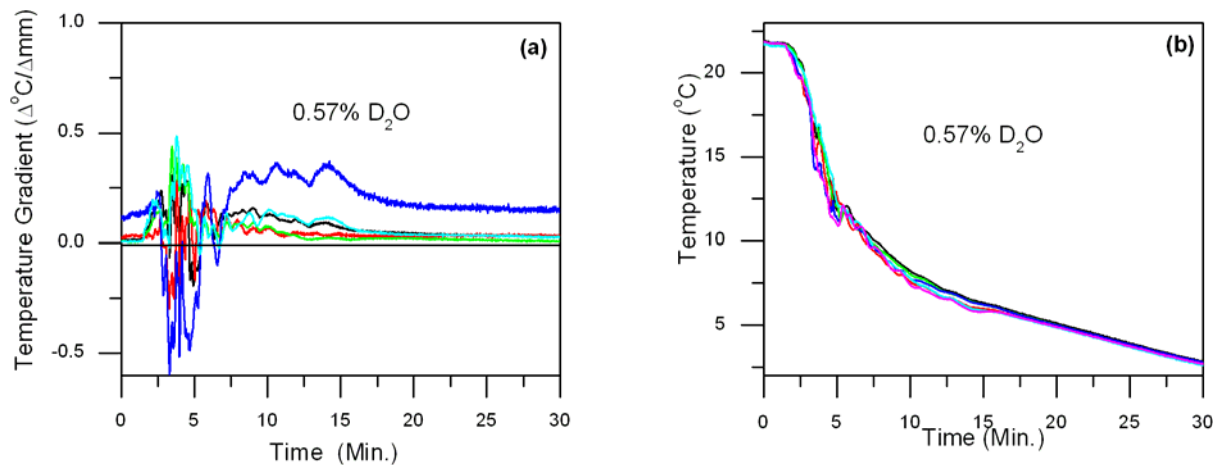 1.0
(a)
0.57% D₂O
0.5
0.0
-0.5
Temperature Gradient (Δ°C/Δmm)
0 5 10 15 20 25 30
Time (Min.)
(b)
20
0.57% D₂O
15
10
5
Temperature (°C)
0 5 10 15 20 25 30
Time (Min.)